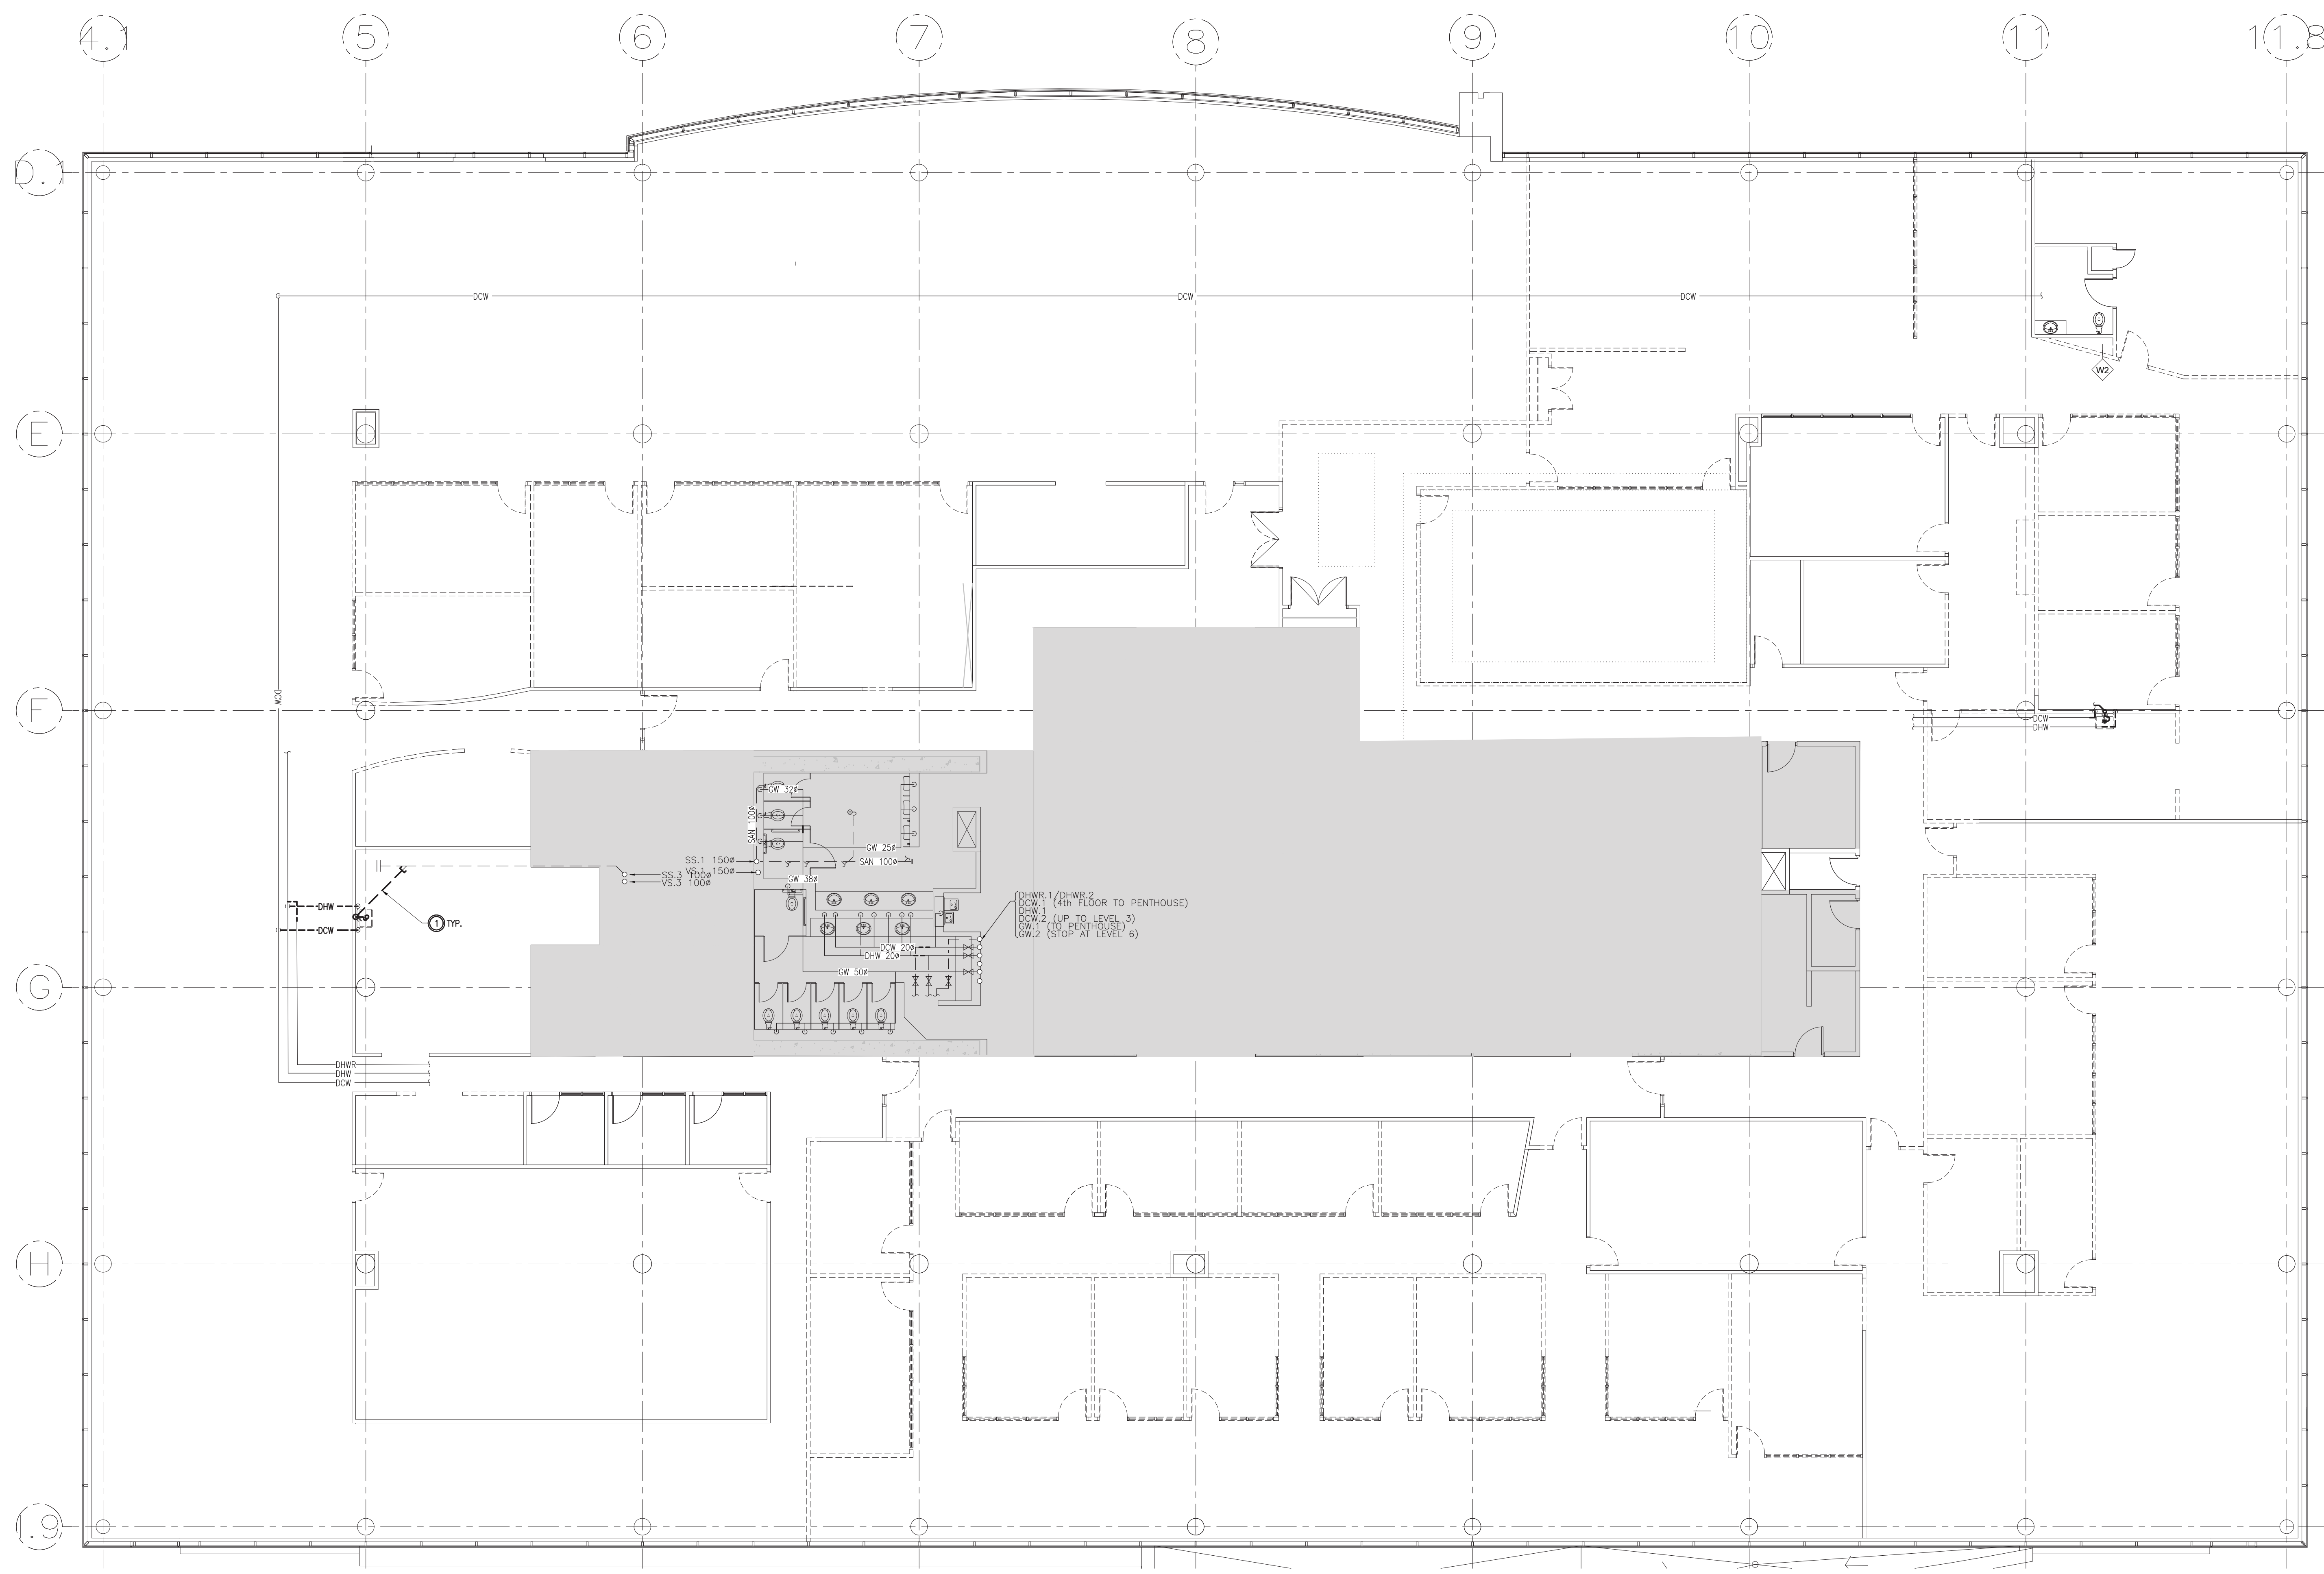 4.1
5
6
7
8
9
10
11
11.8
D.1
DCW
DCW
DCW
W2
E
DCW
F
DCW
DHW
GW 32ø
SAN 100ø
GW 25ø
SS.1 150ø
SAN 100ø
VS.1 150ø
SS.3 100ø
VS.3 100ø
GW 38ø
DHWR.1/DHWR.2
DCW.1 (4th FLOOR TO PENTHOUSE)
DHW.1
DCW.2 (UP TO LEVEL 3)
GW.1 (TO PENTHOUSE)
GW.2 (STOP AT LEVEL 6)
DHW
1 TYP.
DCW
DCW 20ø
DHW 20ø
GW 50ø
G
DHWR
DHW
DCW
H
I.9